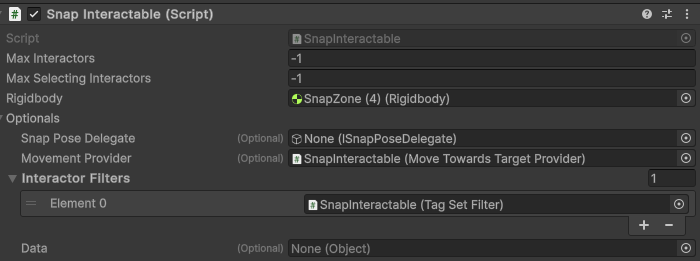 Snap Interactable (Script)
Script SnapInteractable
Max Interactors -1
Max Selecting Interactors -1
Rigidbody SnapZone (4) (Rigidbody)
Optionals
Snap Pose Delegate (Optional) None (ISnapPoseDelegate)
Movement Provider (Optional) SnapInteractable (Move Towards Target Provider)
Interactor Filters 1
Element 0 SnapInteractable (Tag Set Filter)
+ −
Data (Optional) None (Object)